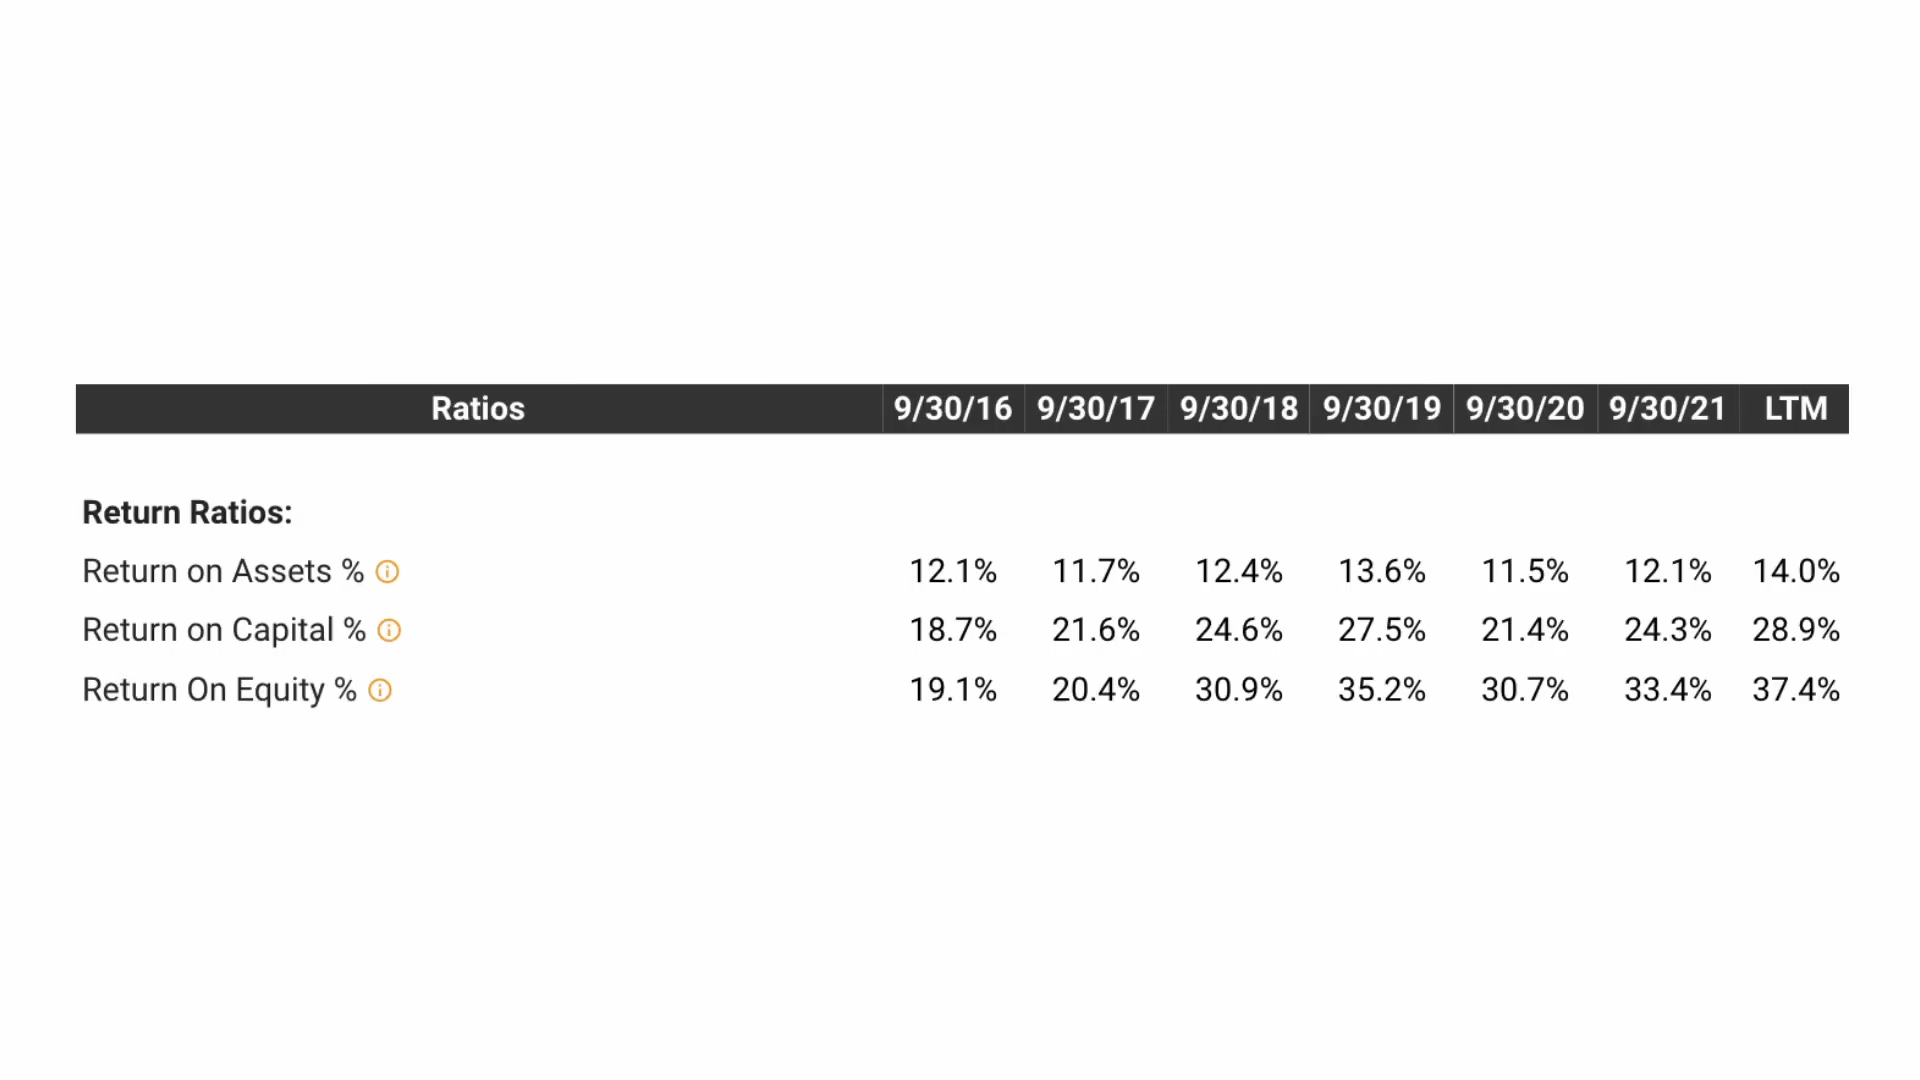 Ratios 9/30/16 9/30/17 9/30/18 9/30/19 9/30/20 9/30/21 LTM
Return Ratios:
Return on Assets % 12.1% 11.7% 12.4% 13.6% 11.5% 12.1% 14.0%
Return on Capital % 18.7% 21.6% 24.6% 27.5% 21.4% 24.3% 28.9%
Return On Equity % 19.1% 20.4% 30.9% 35.2% 30.7% 33.4% 37.4%